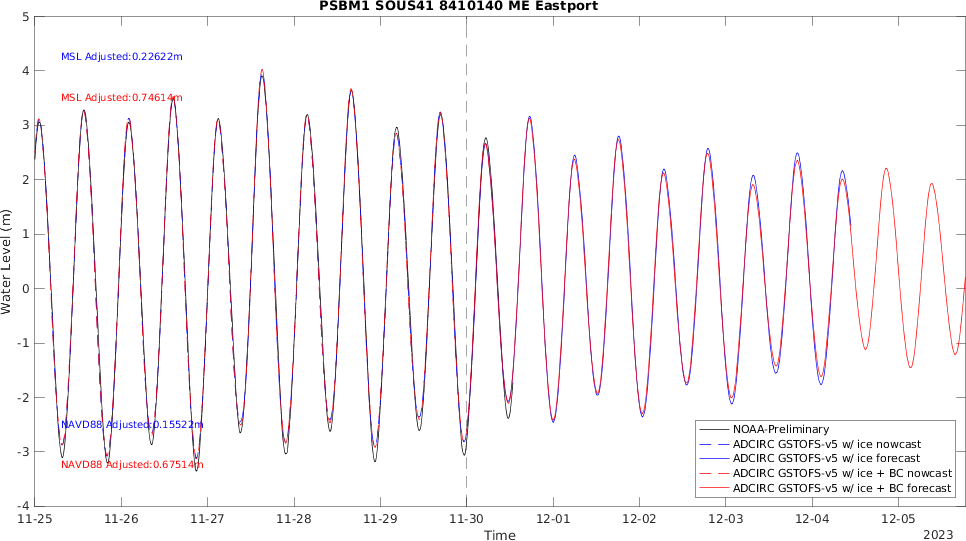 PSBM1 SOUS41 8410140 ME Eastport
5
4
3
2
1
0
-1
-2
-3
-4
Water Level (m)
MSL Adjusted:0.22622m
MSL Adjusted:0.74614m
NAVD88 Adjusted:0.15522m
NAVD88 Adjusted:0.67514m
NOAA-Preliminary
ADCIRC GSTOFS-v5 w/ ice nowcast
ADCIRC GSTOFS-v5 w/ ice forecast
ADCIRC GSTOFS-v5 w/ ice + BC nowcast
ADCIRC GSTOFS-v5 w/ ice + BC forecast
11-25 11-26 11-27 11-28 11-29 11-30 12-01 12-02 12-03 12-04 12-05
Time
2023